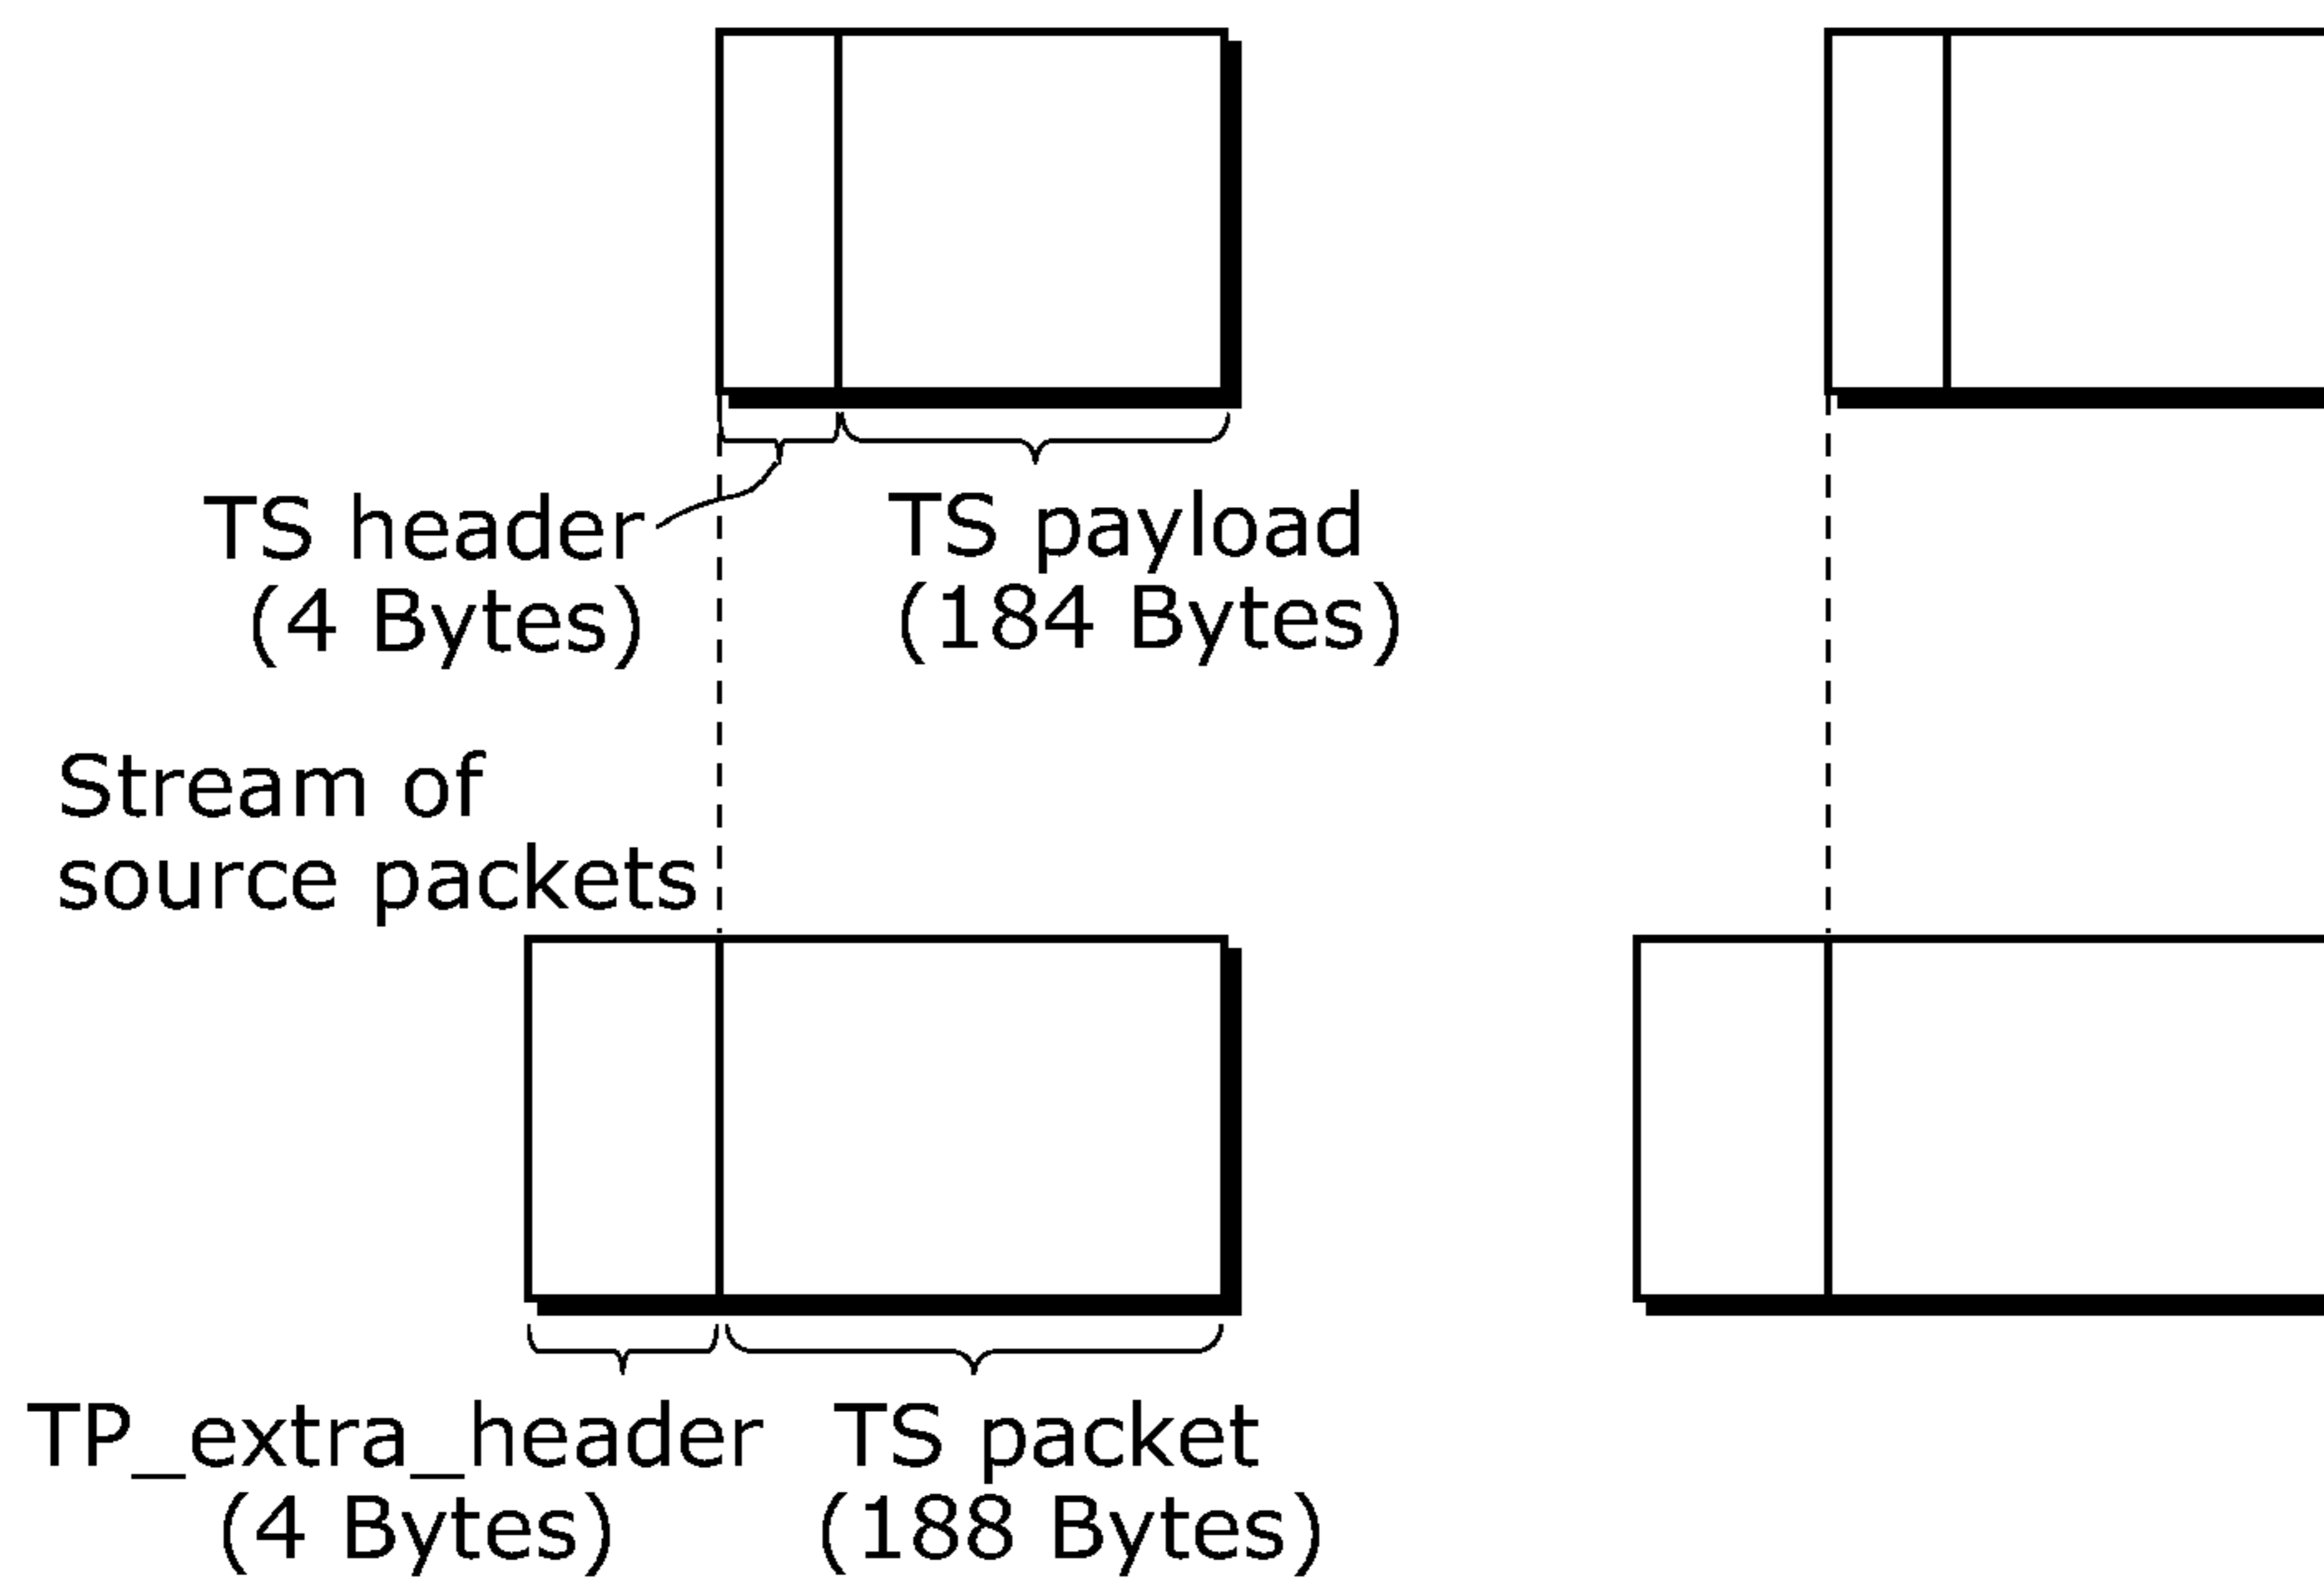 TS header
(4 Bytes)
TS payload
(184 Bytes)
Stream of
source packets
TP_extra_header
(4 Bytes)
TS packet
(188 Bytes)